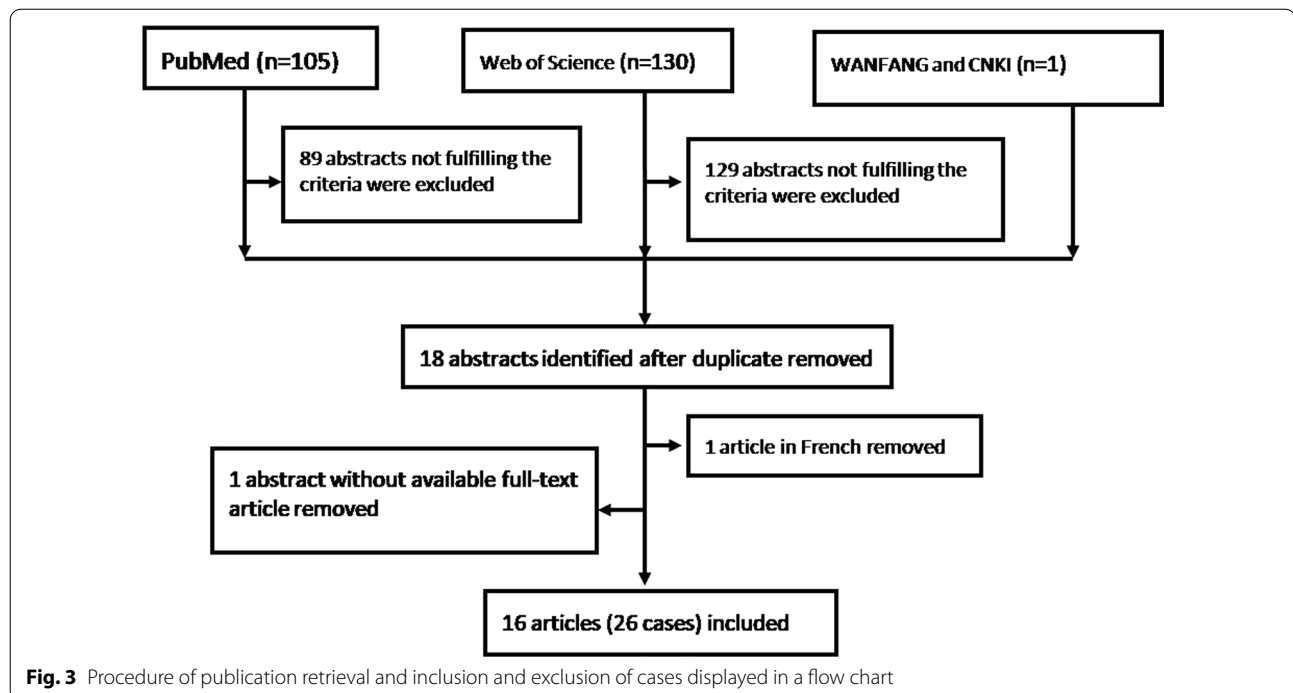 PubMed (n=105)
Web of Science (n=130)
WANFANG and CNKI (n=1)
89 abstracts not fulfilling the
criteria were excluded
129 abstracts not fulfilling the
criteria were excluded
18 abstracts identified after duplicate removed
1 article in French removed
1 abstract without available full-text
article removed
16 articles (26 cases) included
Fig. 3 Procedure of publication retrieval and inclusion and exclusion of cases displayed in a flow chart